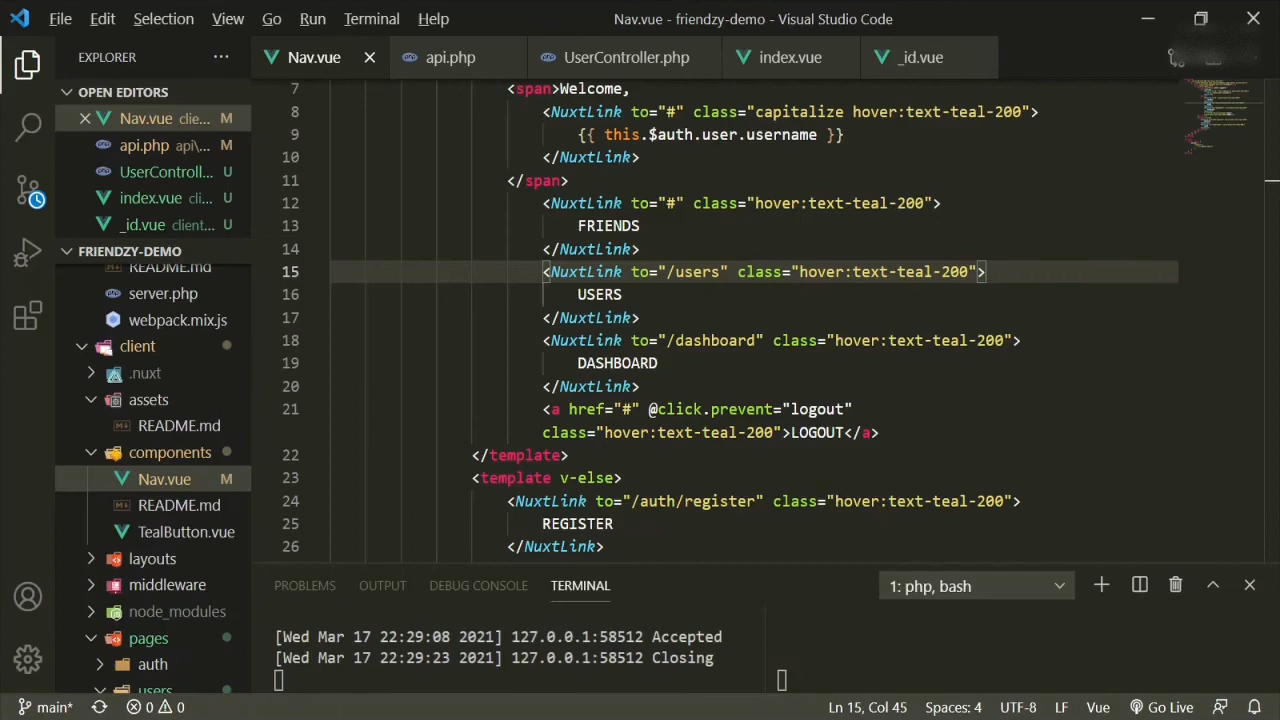 File Edit Selection View Go Run Terminal Help Nav.vue - friendzy-demo - Visual Studio Code
EXPLORER ··· Nav.vue api.php UserController.php index.vue _id.vue
OPEN EDITORS
Nav.vue clie... M
api.php api\... M
UserControll... U
index.vue cli... U
_id.vue client... U
FRIENDZY-DEMO
README.md
server.php
webpack.mix.js
client
.nuxt
assets
README.md
components
Nav.vue M
README.md
TealButton.vue
layouts
middleware
node_modules
pages
auth
users
7 <span>Welcome,
8 <NuxtLink to="#" class="capitalize hover:text-teal-200">
9 {{ this.$auth.user.username }}
10 </NuxtLink>
11 </span>
12 <NuxtLink to="#" class="hover:text-teal-200">
13 FRIENDS
14 </NuxtLink>
15 <NuxtLink to="/users" class="hover:text-teal-200">
16 USERS
17 </NuxtLink>
18 <NuxtLink to="/dashboard" class="hover:text-teal-200">
19 DASHBOARD
20 </NuxtLink>
21 <a href="#" @click.prevent="logout"
class="hover:text-teal-200">LOGOUT</a>
22 </template>
23 <template v-else>
24 <NuxtLink to="/auth/register" class="hover:text-teal-200">
25 REGISTER
26 </NuxtLink>
PROBLEMS OUTPUT DEBUG CONSOLE TERMINAL 1: php, bash
[Wed Mar 17 22:29:08 2021] 127.0.0.1:58512 Accepted
[Wed Mar 17 22:29:23 2021] 127.0.0.1:58512 Closing
main* 0 0 Ln 15, Col 45 Spaces: 4 UTF-8 LF Vue Go Live